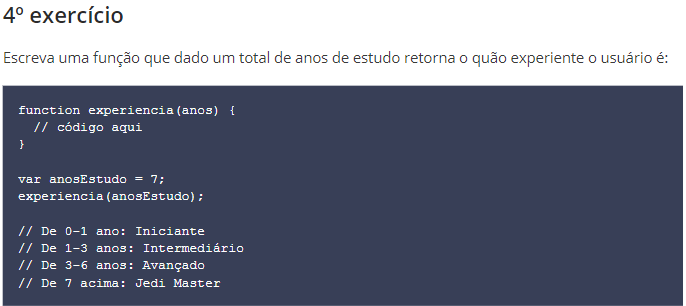 4º exercício
Escreva uma função que dado um total de anos de estudo retorna o quão experiente o usuário é:
function experiencia(anos) {
  // código aqui
}
var anosEstudo = 7;
experiencia(anosEstudo);
// De 0-1 ano: Iniciante
// De 1-3 anos: Intermediário
// De 3-6 anos: Avançado
// De 7 acima: Jedi Master